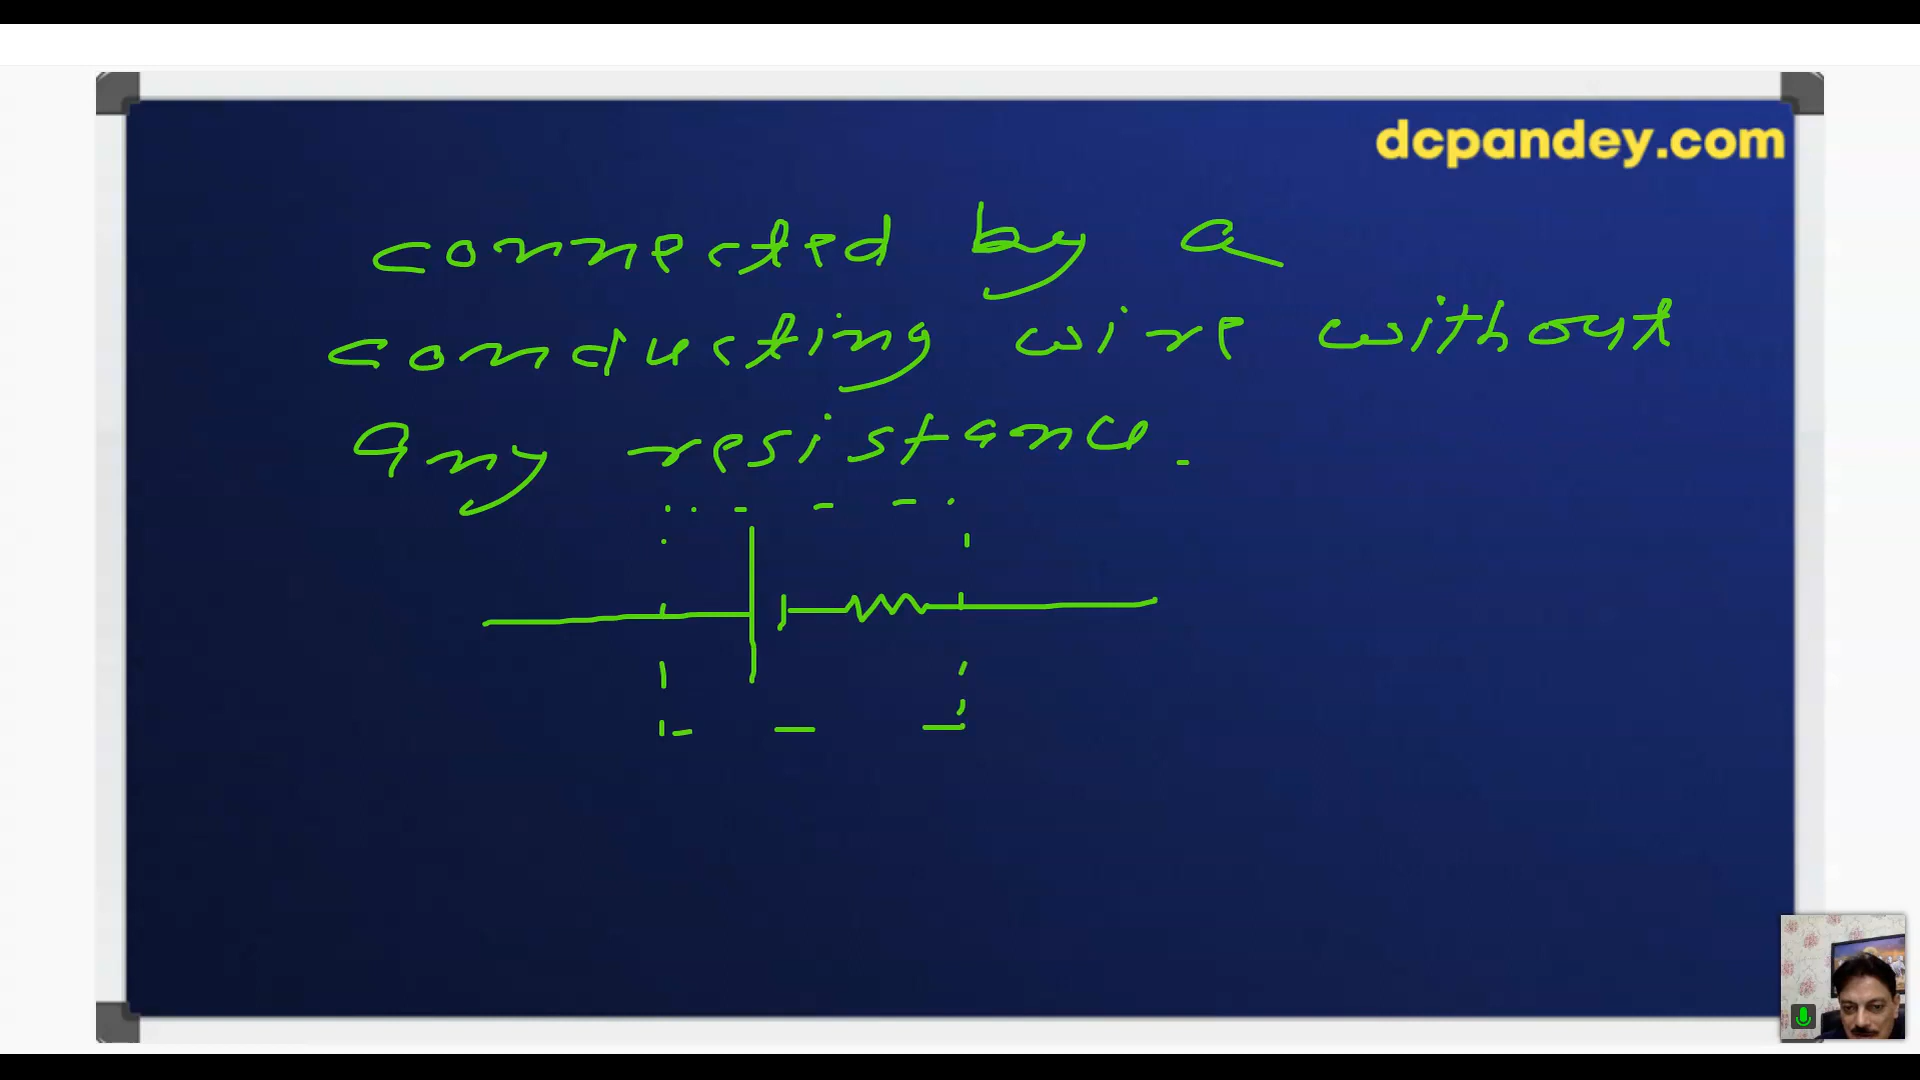 dcpandey.com
connected by a
conducting wire without
any resistance.